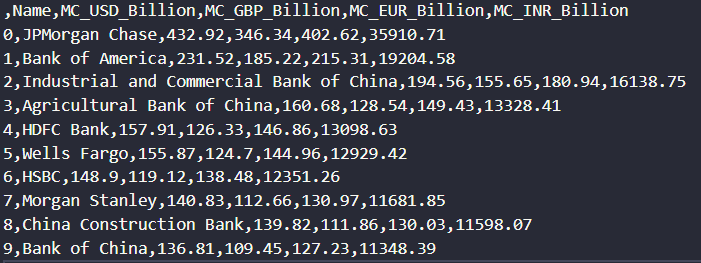 ,Name,MC_USD_Billion,MC_GBP_Billion,MC_EUR_Billion,MC_INR_Billion
0,JPMorgan Chase,432.92,346.34,402.62,35910.71
1,Bank of America,231.52,185.22,215.31,19204.58
2,Industrial and Commercial Bank of China,194.56,155.65,180.94,16138.75
3,Agricultural Bank of China,160.68,128.54,149.43,13328.41
4,HDFC Bank,157.91,126.33,146.86,13098.63
5,Wells Fargo,155.87,124.7,144.96,12929.42
6,HSBC,148.9,119.12,138.48,12351.26
7,Morgan Stanley,140.83,112.66,130.97,11681.85
8,China Construction Bank,139.82,111.86,130.03,11598.07
9,Bank of China,136.81,109.45,127.23,11348.39